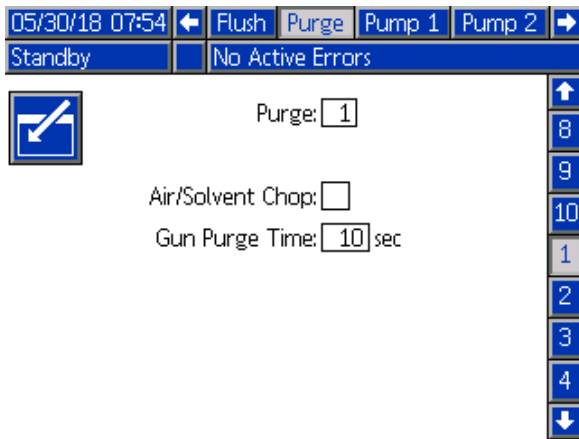 05/30/18 07:54 Flush Purge Pump 1 Pump 2
Standby No Active Errors
Purge: 1
8
9
Air/Solvent Chop:
10
Gun Purge Time: 10 sec
1
2
3
4